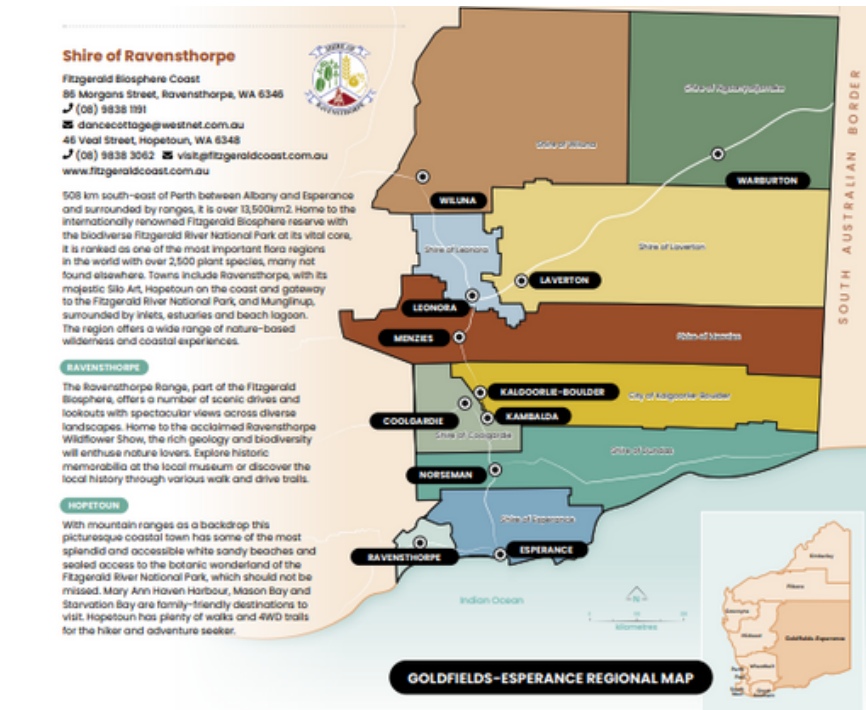 Shire of Ravensthorpe
SHIRE OF
RAVENSTHORPE
Fitzgerald Biosphere Coast
86 Morgans Street, Ravensthorpe, WA 6346
(08) 9838 1191
dancecottage@westnet.com.au
46 Veal Street, Hopetoun, WA 6348
(08) 9838 3062 visit@fitzgeraldcoast.com.au
www.fitzgeraldcoast.com.au
508 km south-east of Perth between Albany and Esperance
and surrounded by ranges, it is over 13,500km2. Home to the
internationally renowned Fitzgerald Biosphere reserve with
the biodiverse Fitzgerald River National Park at its vital core,
it is ranked as one of the most important flora regions
in the world with over 2,500 plant species, many not
found elsewhere. Towns include Ravensthorpe, with its
majestic Silo Art, Hopetoun on the coast and gateway
to the Fitzgerald River National Park, and Munglinup,
surrounded by inlets, estuaries and beach lagoon.
The region offers a wide range of nature-based
wilderness and coastal experiences.
RAVENSTHORPE
The Ravensthorpe Range, part of the Fitzgerald
Biosphere, offers a number of scenic drives and
lookouts with spectacular views across diverse
landscapes. Home to the acclaimed Ravensthorpe
Wildflower Show, the rich geology and biodiversity
will enthuse nature lovers. Explore historic
memorabilia at the local museum or discover the
local history through various walk and drive trails.
HOPETOUN
With mountain ranges as a backdrop this
picturesque coastal town has some of the most
splendid and accessible white sandy beaches and
sealed access to the botanic wonderland of the
Fitzgerald River National Park, which should not be
missed. Mary Ann Haven Harbour, Mason Bay and
Starvation Bay are family-friendly destinations to
visit. Hopetoun has plenty of walks and 4WD trails
for the hiker and adventure seeker.
Shire of Ngaanyatjarraku
Shire of Wiluna
WARBURTON
WILUNA
Shire of Leonora
Shire of Laverton
LAVERTON
LEONORA
MENZIES
Shire of Menzies
KALGOORLIE-BOULDER
City of Kalgoorlie-Boulder
COOLGARDIE
KAMBALDA
Shire of Coolgardie
Shire of Dundas
NORSEMAN
Shire of Esperance
RAVENSTHORPE
ESPERANCE
SOUTH AUSTRALIAN BORDER
Indian Ocean
N
kilometres
Kimberley
Pilbara
Gascoyne
Midwest
Goldfields-Esperance
Wheatbelt
GOLDFIELDS-ESPERANCE REGIONAL MAP